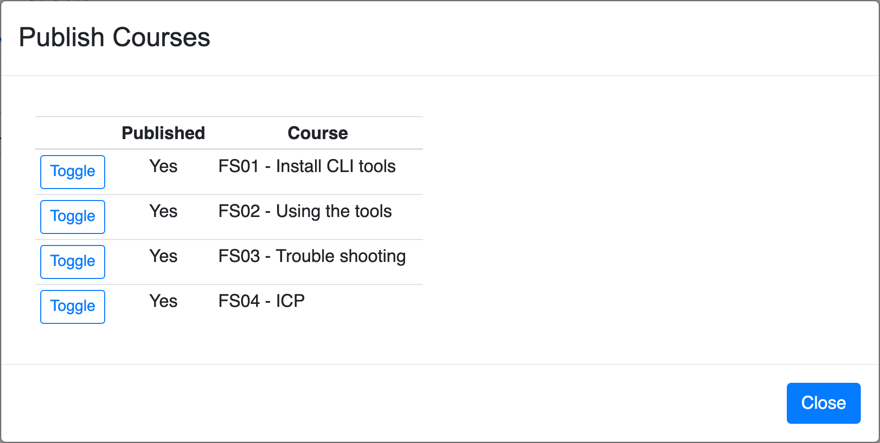 Publish Courses
Published Course
Toggle Yes FS01 - Install CLI tools
Toggle Yes FS02 - Using the tools
Toggle Yes FS03 - Trouble shooting
Toggle Yes FS04 - ICP
Close